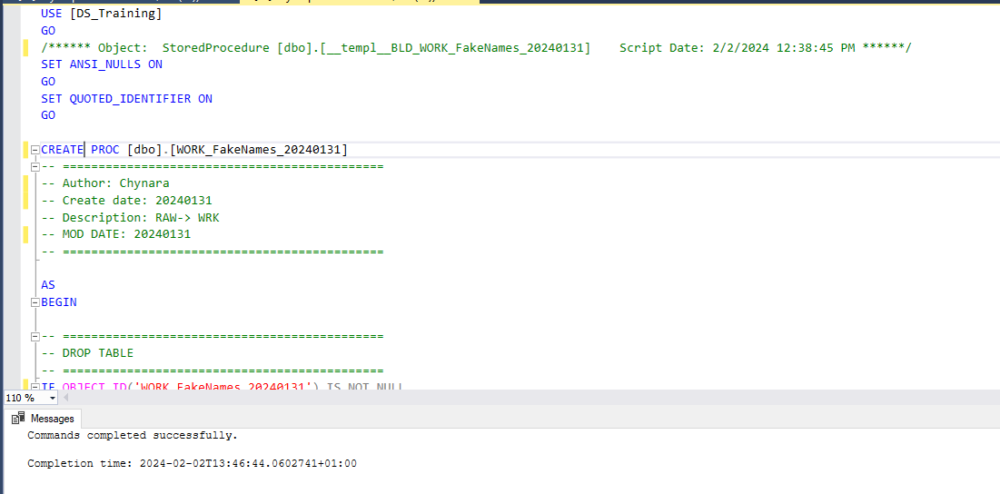 USE [DS_Training]
GO
/****** Object:  StoredProcedure [dbo].[__templ__BLD_WORK_FakeNames_20240131]    Script Date: 2/2/2024 12:38:45 PM ******/
SET ANSI_NULLS ON
GO
SET QUOTED_IDENTIFIER ON
GO
CREATE PROC [dbo].[WORK_FakeNames_20240131]
-- =============================================
-- Author: Chynara
-- Create date: 20240131
-- Description: RAW-> WRK
-- MOD DATE: 20240131
-- =============================================
AS
BEGIN
-- =============================================
-- DROP TABLE
-- =============================================
IF OBJECT_ID('WORK_FakeNames_20240131') IS NOT NULL
110 %
Messages
Commands completed successfully.
Completion time: 2024-02-02T13:46:44.0602741+01:00